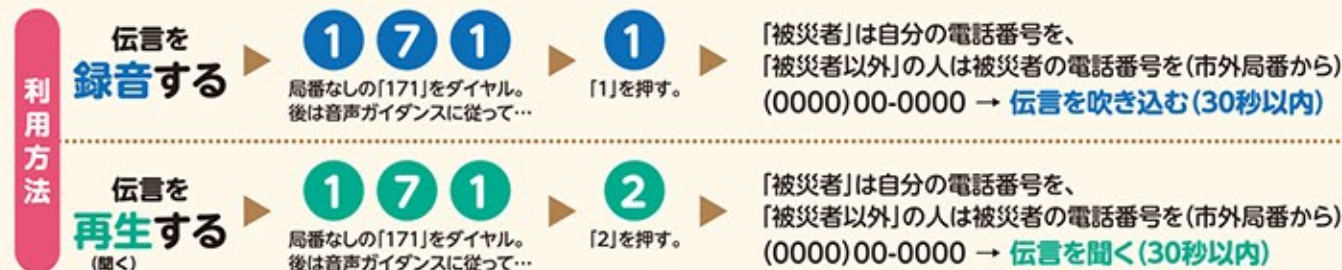 利用方法
伝言を
録音する
171
局番なしの「171」をダイヤル。
後は音声ガイダンスに従って…
1
「1」を押す。
「被災者」は自分の電話番号を、
「被災者以外」の人は被災者の電話番号を(市外局番から)
(0000)00-0000 → 伝言を吹き込む(30秒以内)
伝言を
再生する
(聞く)
171
局番なしの「171」をダイヤル。
後は音声ガイダンスに従って…
2
「2」を押す。
「被災者」は自分の電話番号を、
「被災者以外」の人は被災者の電話番号を(市外局番から)
(0000)00-0000 → 伝言を聞く(30秒以内)